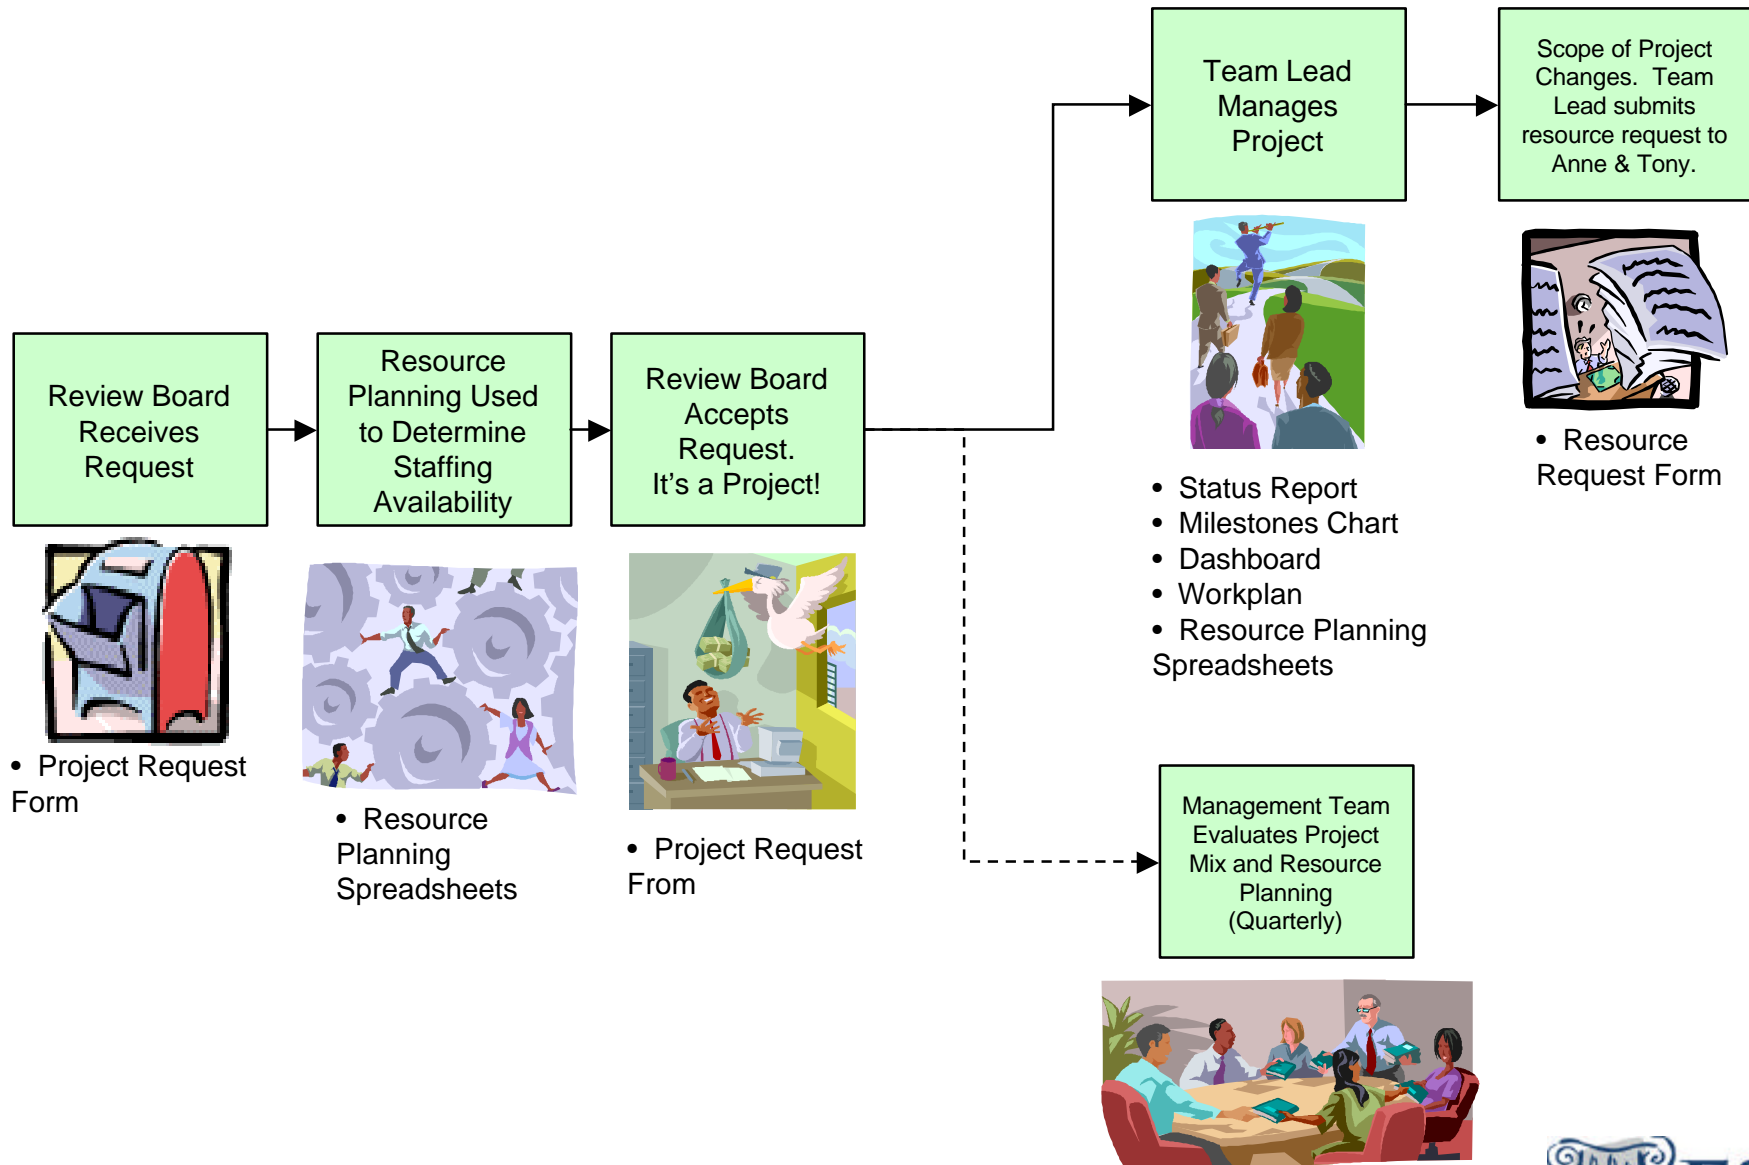 Review Board
Receives
Request
• Project Request
Form
Resource
Planning Used
to Determine
Staffing
Availability
• Resource
Planning
Spreadsheets
Review Board
Accepts
Request.
It’s a Project!
• Project Request
From
Team Lead
Manages
Project
• Status Report
• Milestones Chart
• Dashboard
• Workplan
• Resource Planning
Spreadsheets
Scope of Project
Changes. Team
Lead submits
resource request to
Anne & Tony.
• Resource
Request Form
Management Team
Evaluates Project
Mix and Resource
Planning
(Quarterly)